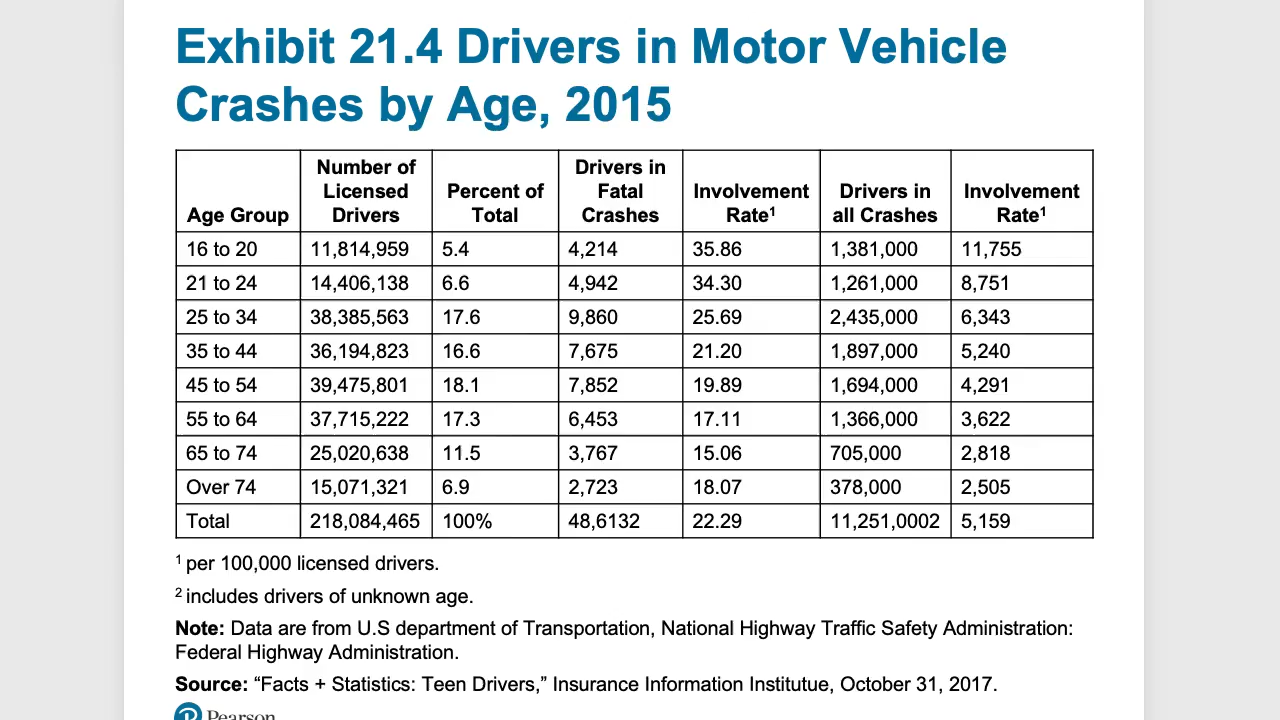 Exhibit 21.4 Drivers in Motor Vehicle
Crashes by Age, 2015
Age Group Number of Licensed Drivers Percent of Total Drivers in Fatal Crashes Involvement Rate¹ Drivers in all Crashes Involvement Rate¹
16 to 20 11,814,959 5.4 4,214 35.86 1,381,000 11,755
21 to 24 14,406,138 6.6 4,942 34.30 1,261,000 8,751
25 to 34 38,385,563 17.6 9,860 25.69 2,435,000 6,343
35 to 44 36,194,823 16.6 7,675 21.20 1,897,000 5,240
45 to 54 39,475,801 18.1 7,852 19.89 1,694,000 4,291
55 to 64 37,715,222 17.3 6,453 17.11 1,366,000 3,622
65 to 74 25,020,638 11.5 3,767 15.06 705,000 2,818
Over 74 15,071,321 6.9 2,723 18.07 378,000 2,505
Total 218,084,465 100% 48,6132 22.29 11,251,0002 5,159
¹ per 100,000 licensed drivers.
² includes drivers of unknown age.
Note: Data are from U.S department of Transportation, National Highway Traffic Safety Administration:
Federal Highway Administration.
Source: “Facts + Statistics: Teen Drivers,” Insurance Information Institutue, October 31, 2017.
Pearson